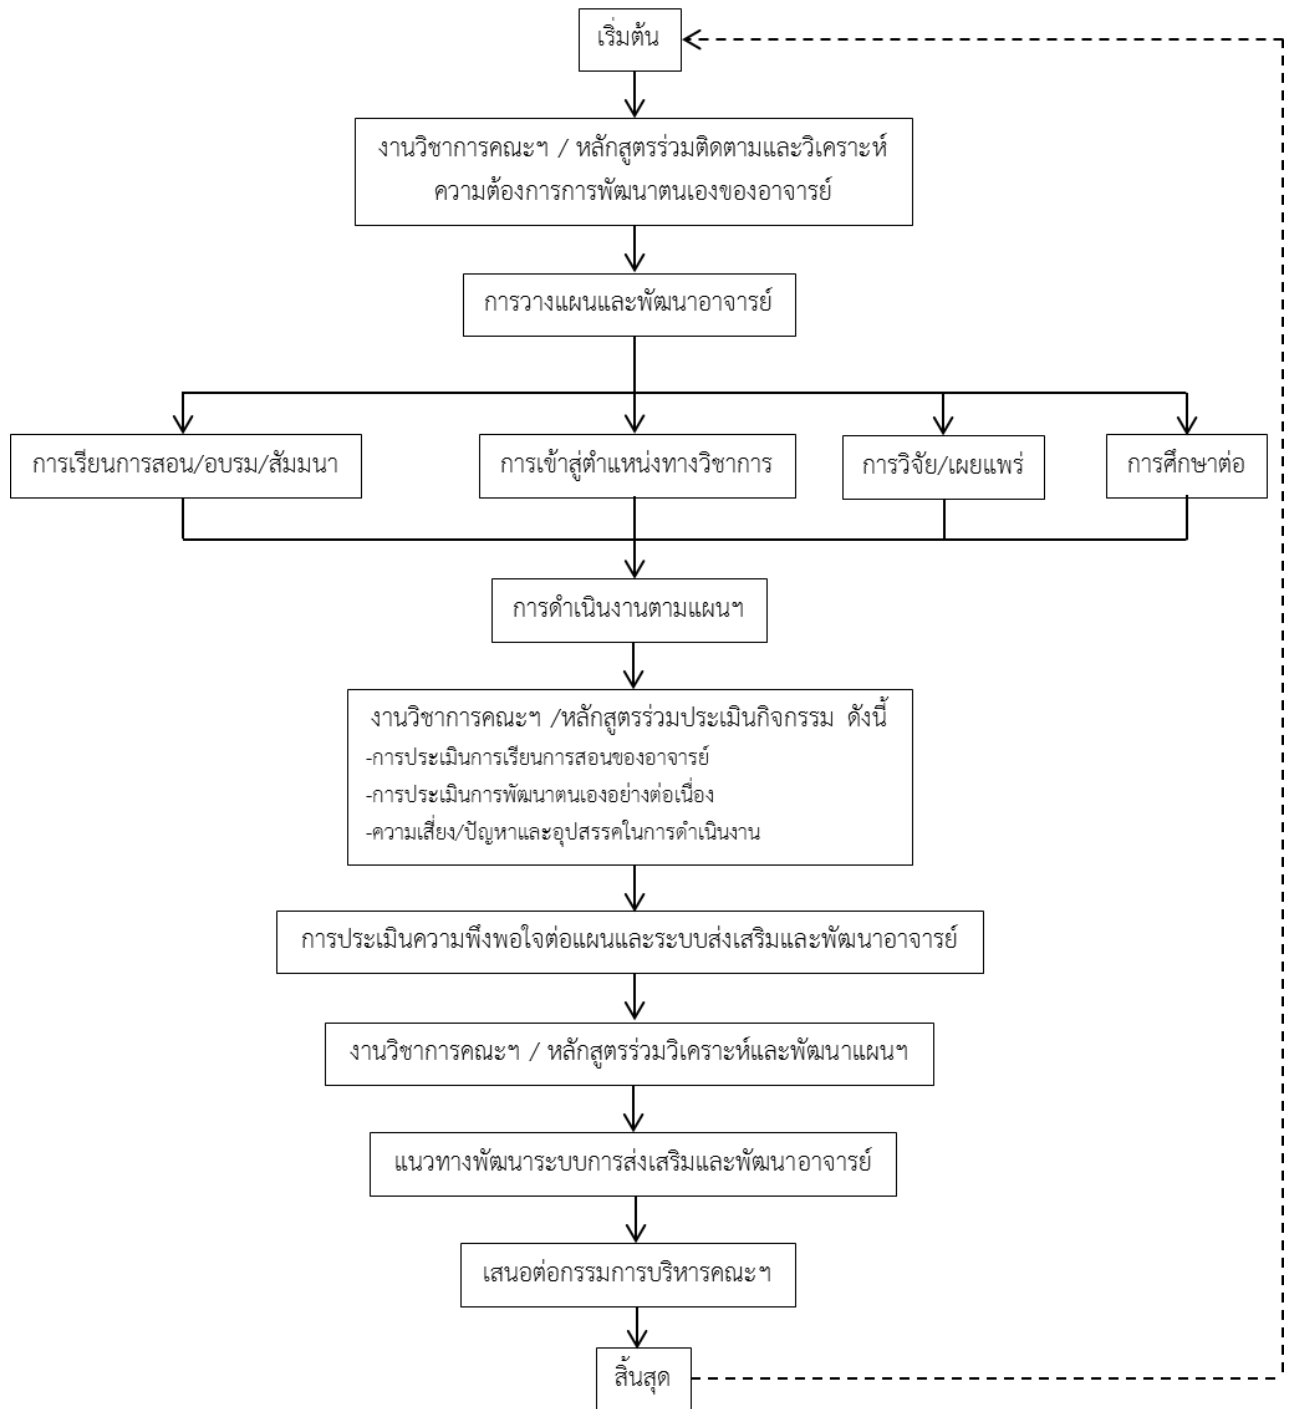 เริ่มต้น
งานวิชาการคณะฯ / หลักสูตรร่วมติดตามและวิเคราะห์
ความต้องการการพัฒนาตนเองของอาจารย์
การวางแผนและพัฒนาอาจารย์
การเรียนการสอน/อบรม/สัมมนา
การเข้าสู่ตำแหน่งทางวิชาการ
การวิจัย/เผยแพร่
การศึกษาต่อ
การดำเนินงานตามแผนฯ
งานวิชาการคณะฯ /หลักสูตรร่วมประเมินกิจกรรม ดังนี้
-การประเมินการเรียนการสอนของอาจารย์
-การประเมินการพัฒนาตนเองอย่างต่อเนื่อง
-ความเสี่ยง/ปัญหาและอุปสรรคในการดำเนินงาน
การประเมินความพึงพอใจต่อแผนและระบบส่งเสริมและพัฒนาอาจารย์
งานวิชาการคณะฯ / หลักสูตรร่วมวิเคราะห์และพัฒนาแผนฯ
แนวทางพัฒนาระบบการส่งเสริมและพัฒนาอาจารย์
เสนอต่อกรรมการบริหารคณะฯ
สิ้นสุด